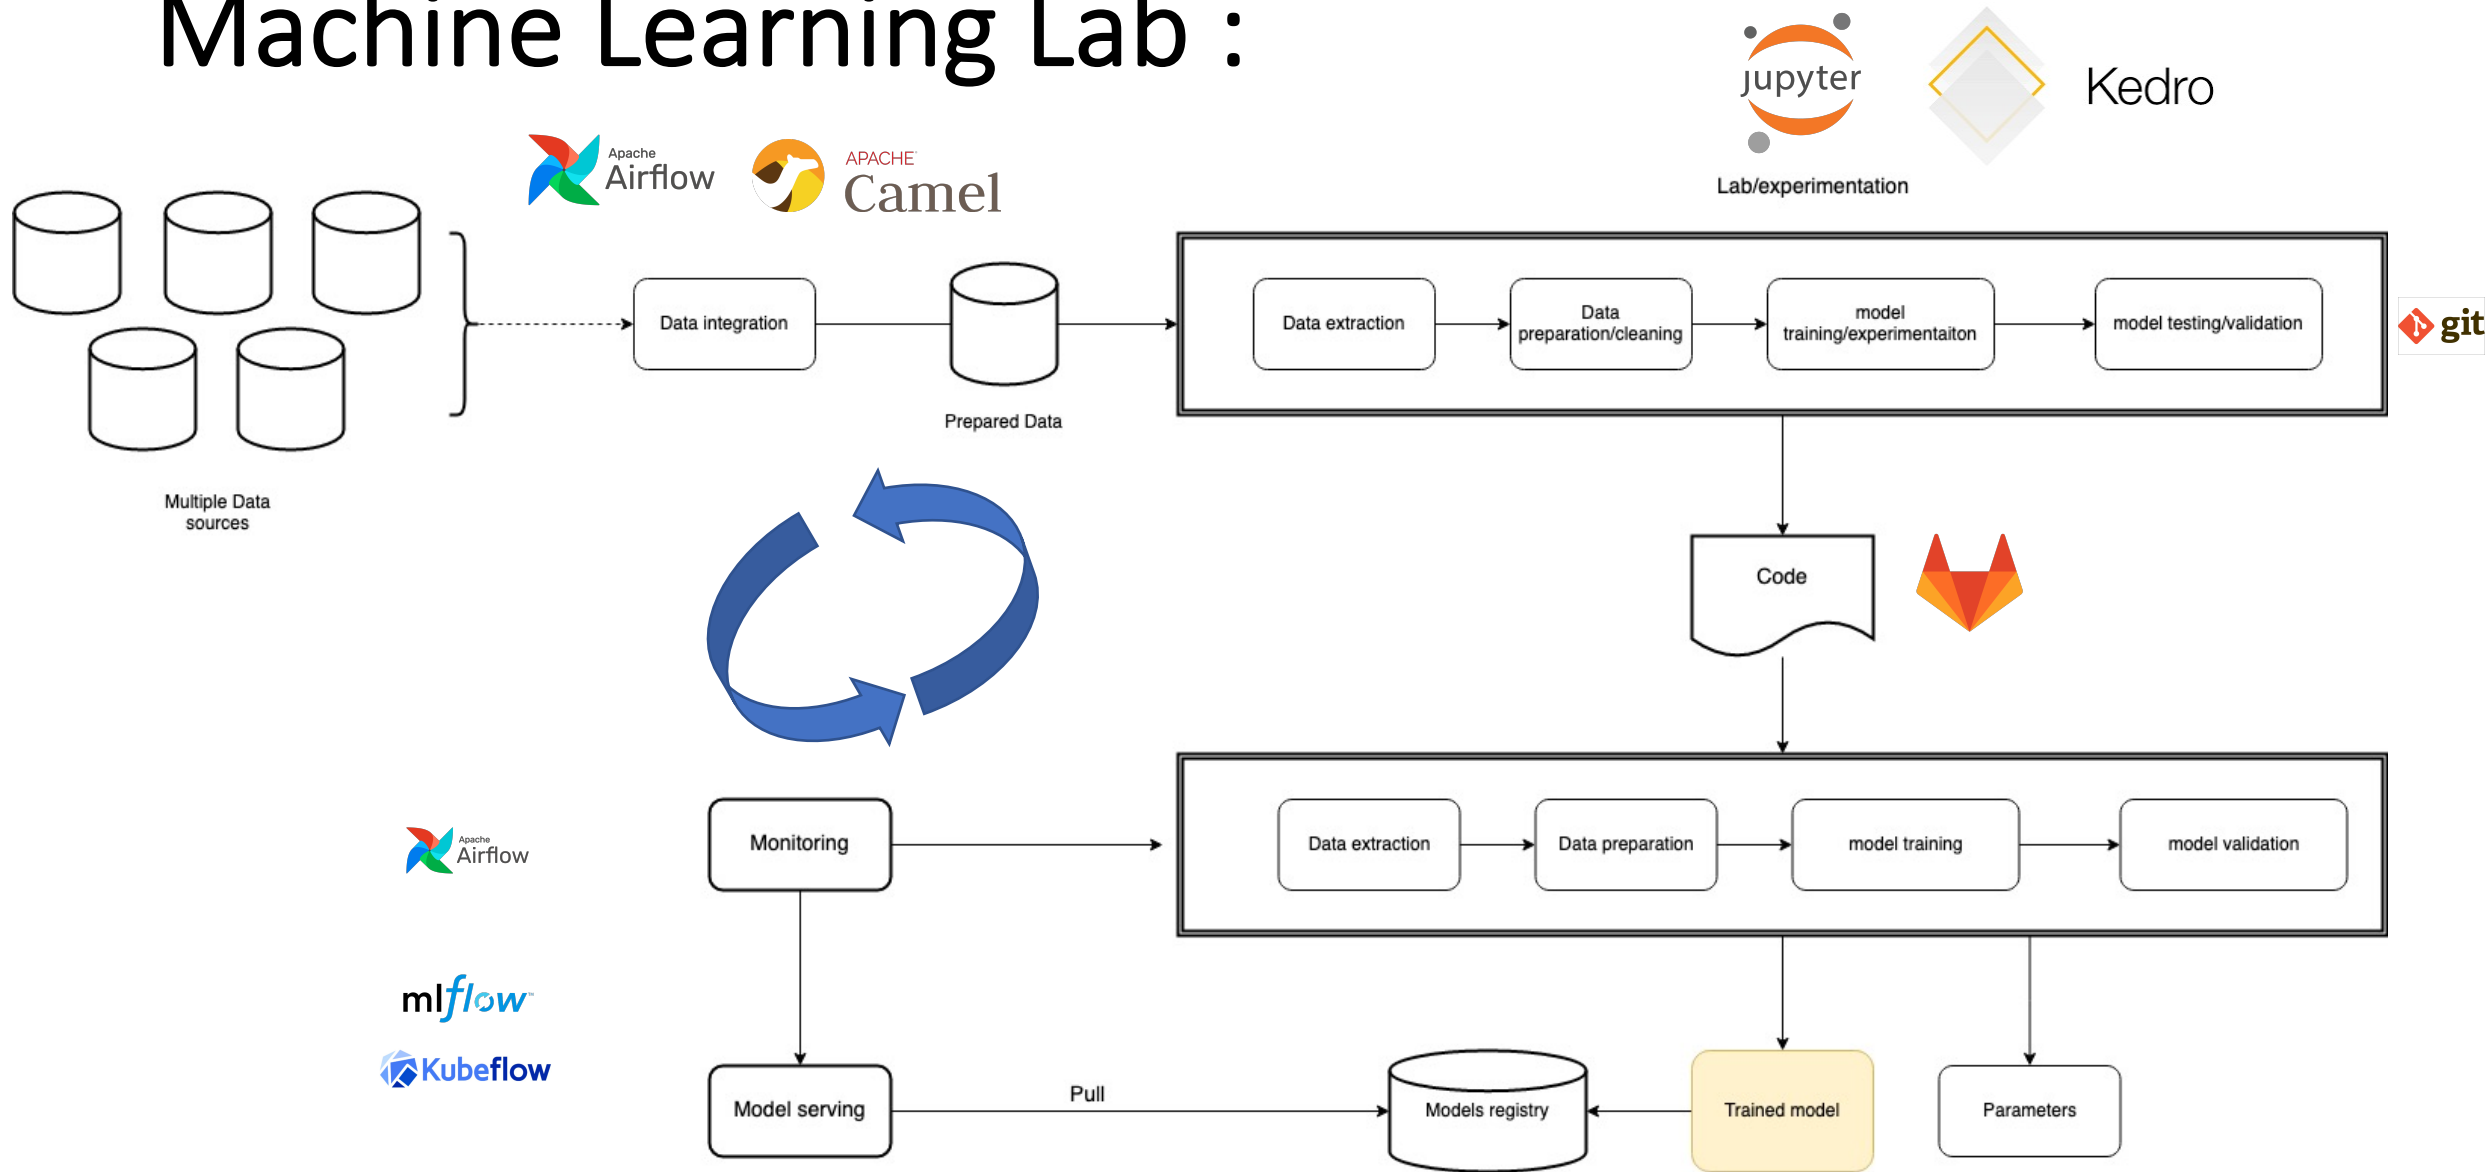 Machine Learning Lab :
jupyter
Kedro
Apache
Airflow
APACHE
Camel
Lab/experimentation
Data integration
Data extraction
Data
preparation/cleaning
model
training/experimentaiton
model testing/validation
git
Prepared Data
Multiple Data
sources
Code
Apache
Airflow
Monitoring
Data extraction
Data preparation
model training
model validation
mlflow™
Kubeflow
Model serving
Pull
Models registry
Trained model
Parameters